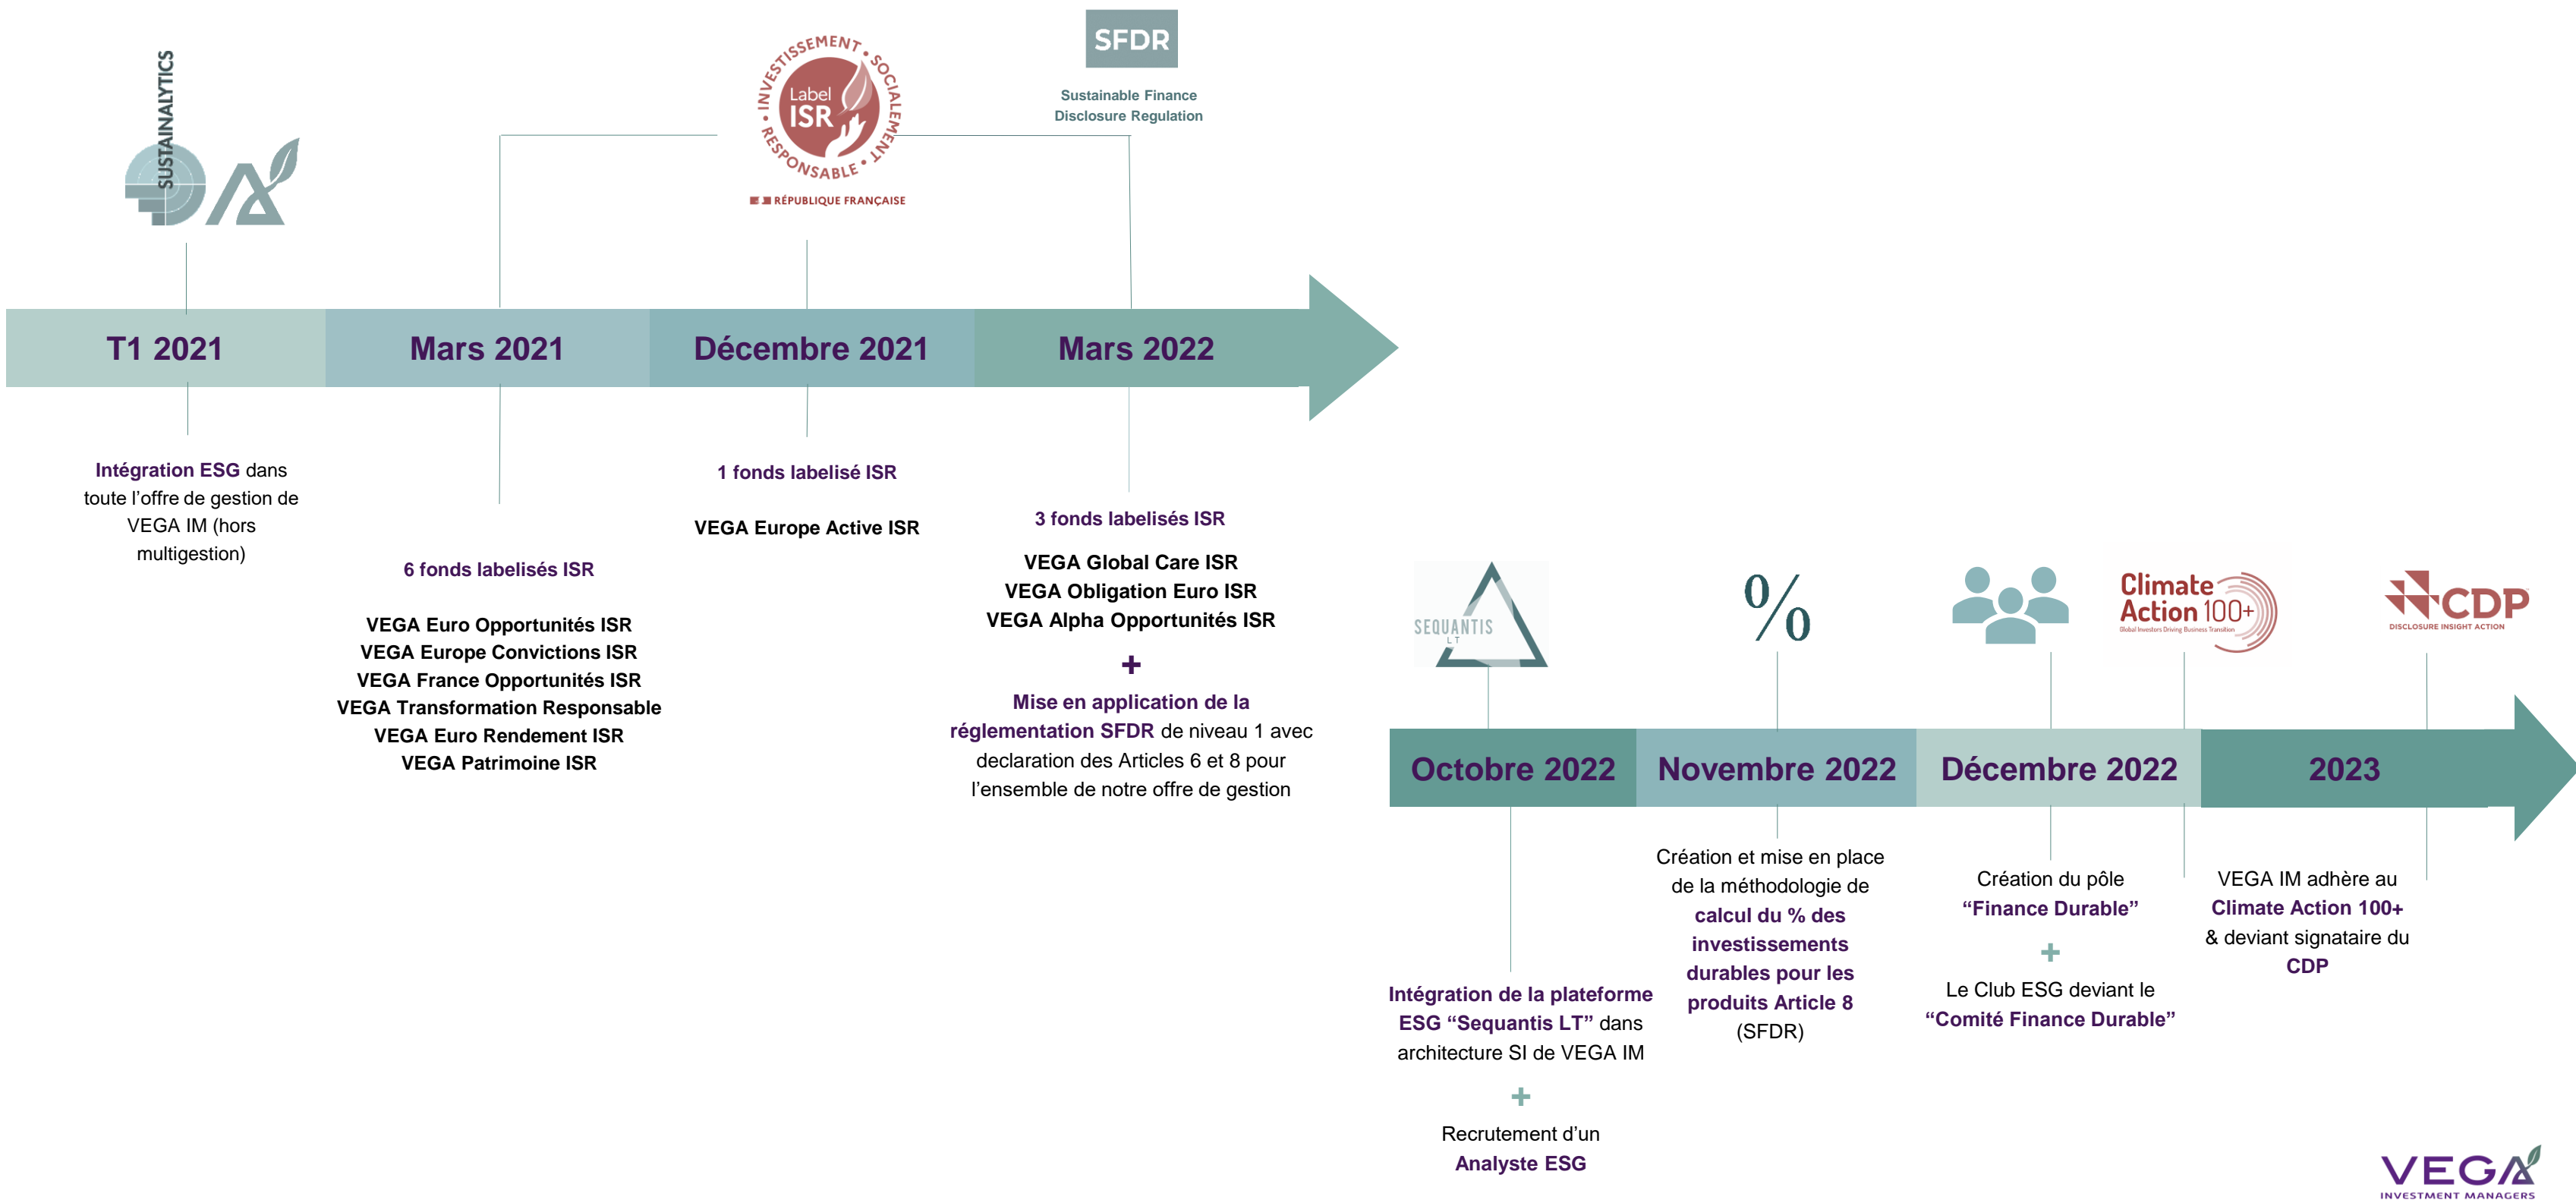 SUSTAINALYTICS
INVESTISSEMENT • SOCIALEMENT • RESPONSABLE •
Label
ISR
RÉPUBLIQUE FRANÇAISE
SFDR
Sustainable Finance
Disclosure Regulation
T1 2021
Mars 2021
Décembre 2021
Mars 2022
Intégration ESG dans
toute l’offre de gestion de
VEGA IM (hors
multigestion)
6 fonds labelisés ISR
VEGA Euro Opportunités ISR
VEGA Europe Convictions ISR
VEGA France Opportunités ISR
VEGA Transformation Responsable
VEGA Euro Rendement ISR
VEGA Patrimoine ISR
1 fonds labelisé ISR
VEGA Europe Active ISR
3 fonds labelisés ISR
VEGA Global Care ISR
VEGA Obligation Euro ISR
VEGA Alpha Opportunités ISR
+
Mise en application de la
réglementation SFDR de niveau 1 avec
declaration des Articles 6 et 8 pour
l’ensemble de notre offre de gestion
SEQUANTIS
LT
%
Climate
Action 100+
Global Investors Driving Business Transition
CDP
DISCLOSURE INSIGHT ACTION
Octobre 2022
Novembre 2022
Décembre 2022
2023
Intégration de la plateforme
ESG “Sequantis LT” dans
architecture SI de VEGA IM
+
Recrutement d’un
Analyste ESG
Création et mise en place
de la méthodologie de
calcul du % des
investissements
durables pour les
produits Article 8
(SFDR)
Création du pôle
“Finance Durable”
+
Le Club ESG deviant le
“Comité Finance Durable”
VEGA IM adhère au
Climate Action 100+
& deviant signataire du
CDP
VEGA
INVESTMENT MANAGERS